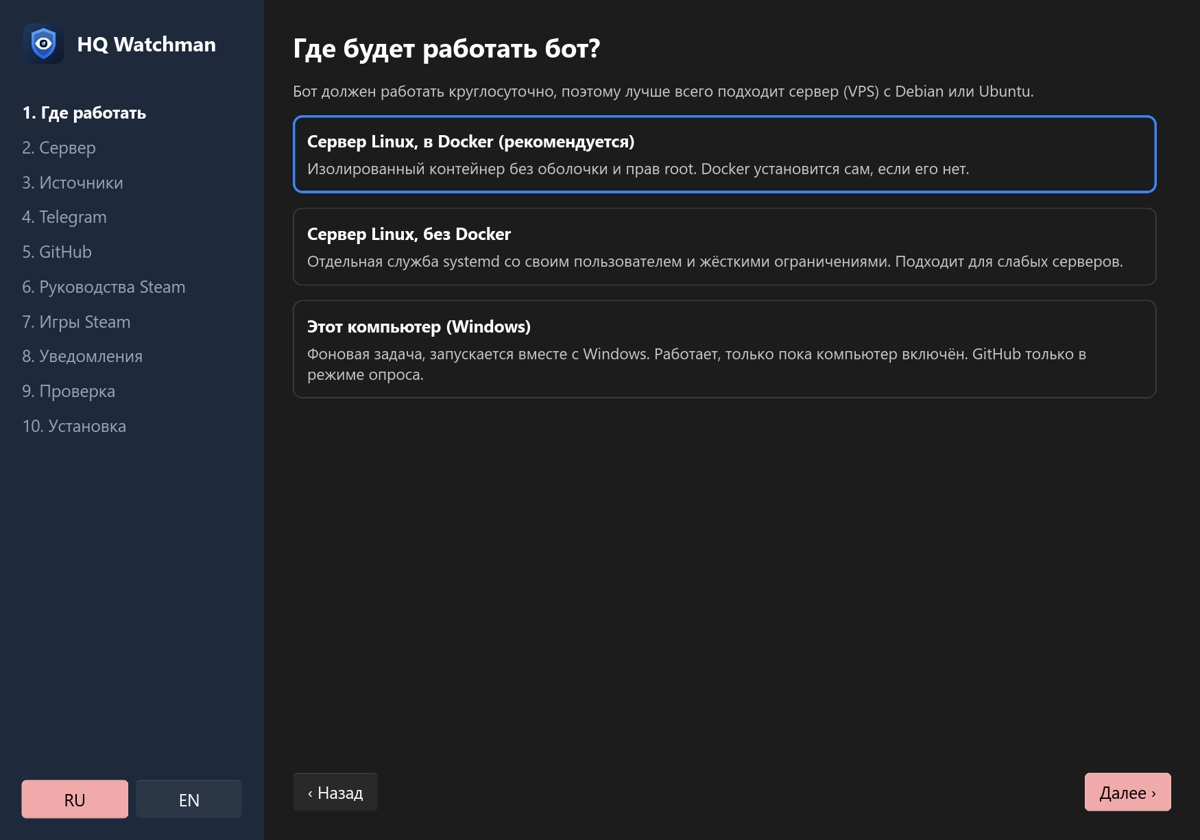 HQ Watchman
1. Где работать
2. Сервер
3. Источники
4. Telegram
5. GitHub
6. Руководства Steam
7. Игры Steam
8. Уведомления
9. Проверка
10. Установка
RU
EN
Где будет работать бот?
Бот должен работать круглосуточно, поэтому лучше всего подходит сервер (VPS) с Debian или Ubuntu.
Сервер Linux, в Docker (рекомендуется)
Изолированный контейнер без оболочки и прав root. Docker установится сам, если его нет.
Сервер Linux, без Docker
Отдельная служба systemd со своим пользователем и жёсткими ограничениями. Подходит для слабых серверов.
Этот компьютер (Windows)
Фоновая задача, запускается вместе с Windows. Работает, только пока компьютер включён. GitHub только в
режиме опроса.
‹ Назад
Далее ›